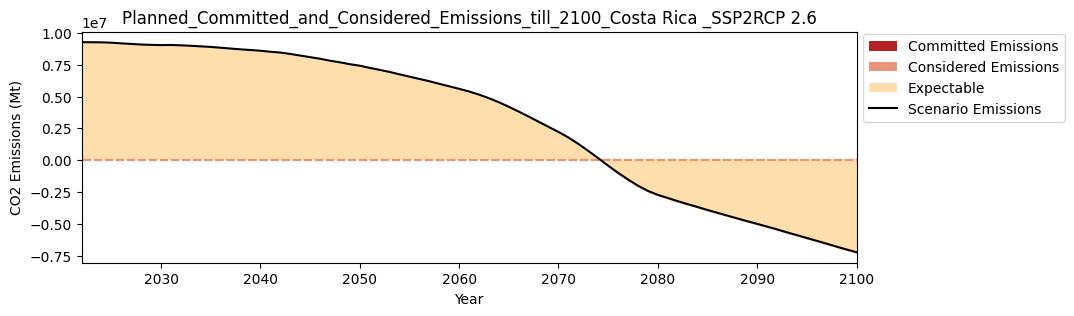 Planned_Committed_and_Considered_Emissions_till_2100_Costa Rica _SSP2RCP 2.6
1e7
1.00
0.75
0.50
0.25
0.00
−0.25
−0.50
−0.75
CO2 Emissions (Mt)
2030 2040 2050 2060 2070 2080 2090 2100
Year
Committed Emissions
Considered Emissions
Expectable
Scenario Emissions